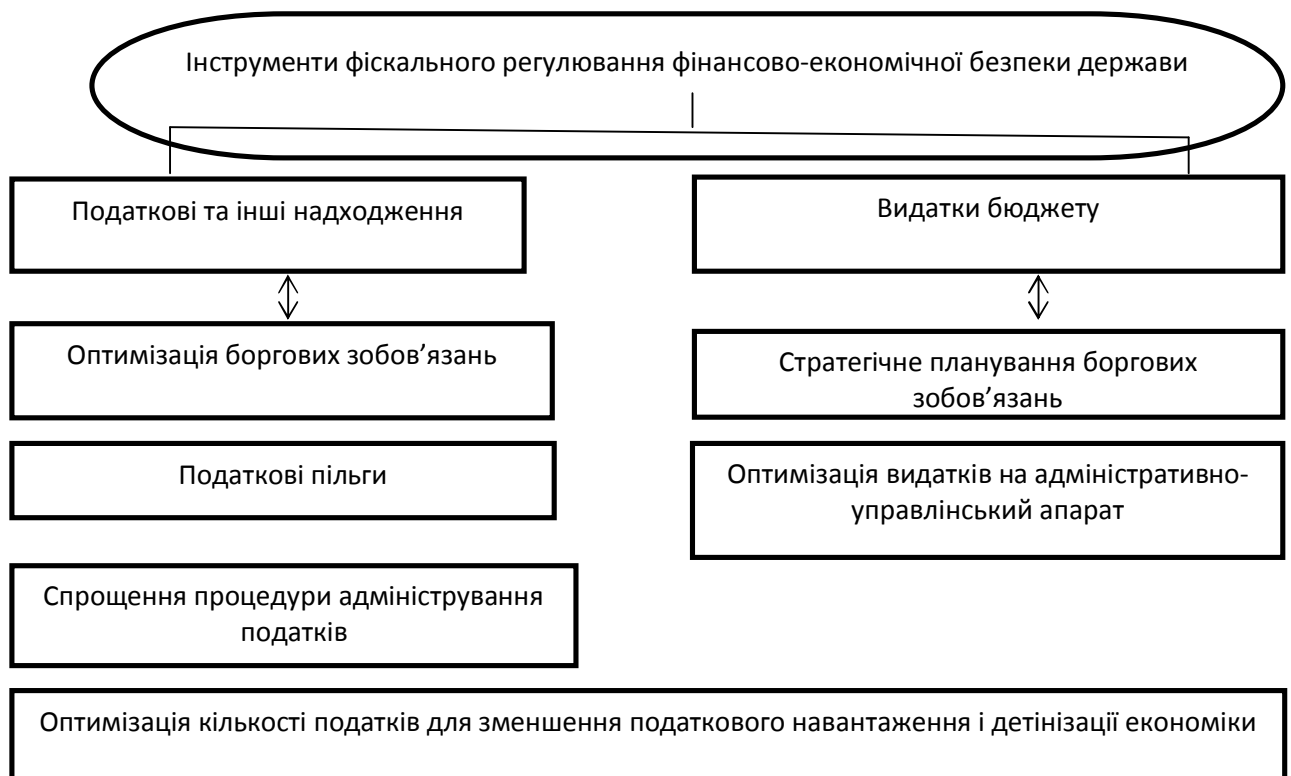 Інструменти фіскального регулювання фінансово-економічної безпеки держави
Податкові та інші надходження
Видатки бюджету
Оптимізація боргових зобов’язань
Стратегічне планування боргових
зобов’язань
Податкові пільги
Оптимізація видатків на адміністративно-
управлінський апарат
Спрощення процедури адміністрування
податків
Оптимізація кількості податків для зменшення податкового навантаження і детінізації економіки